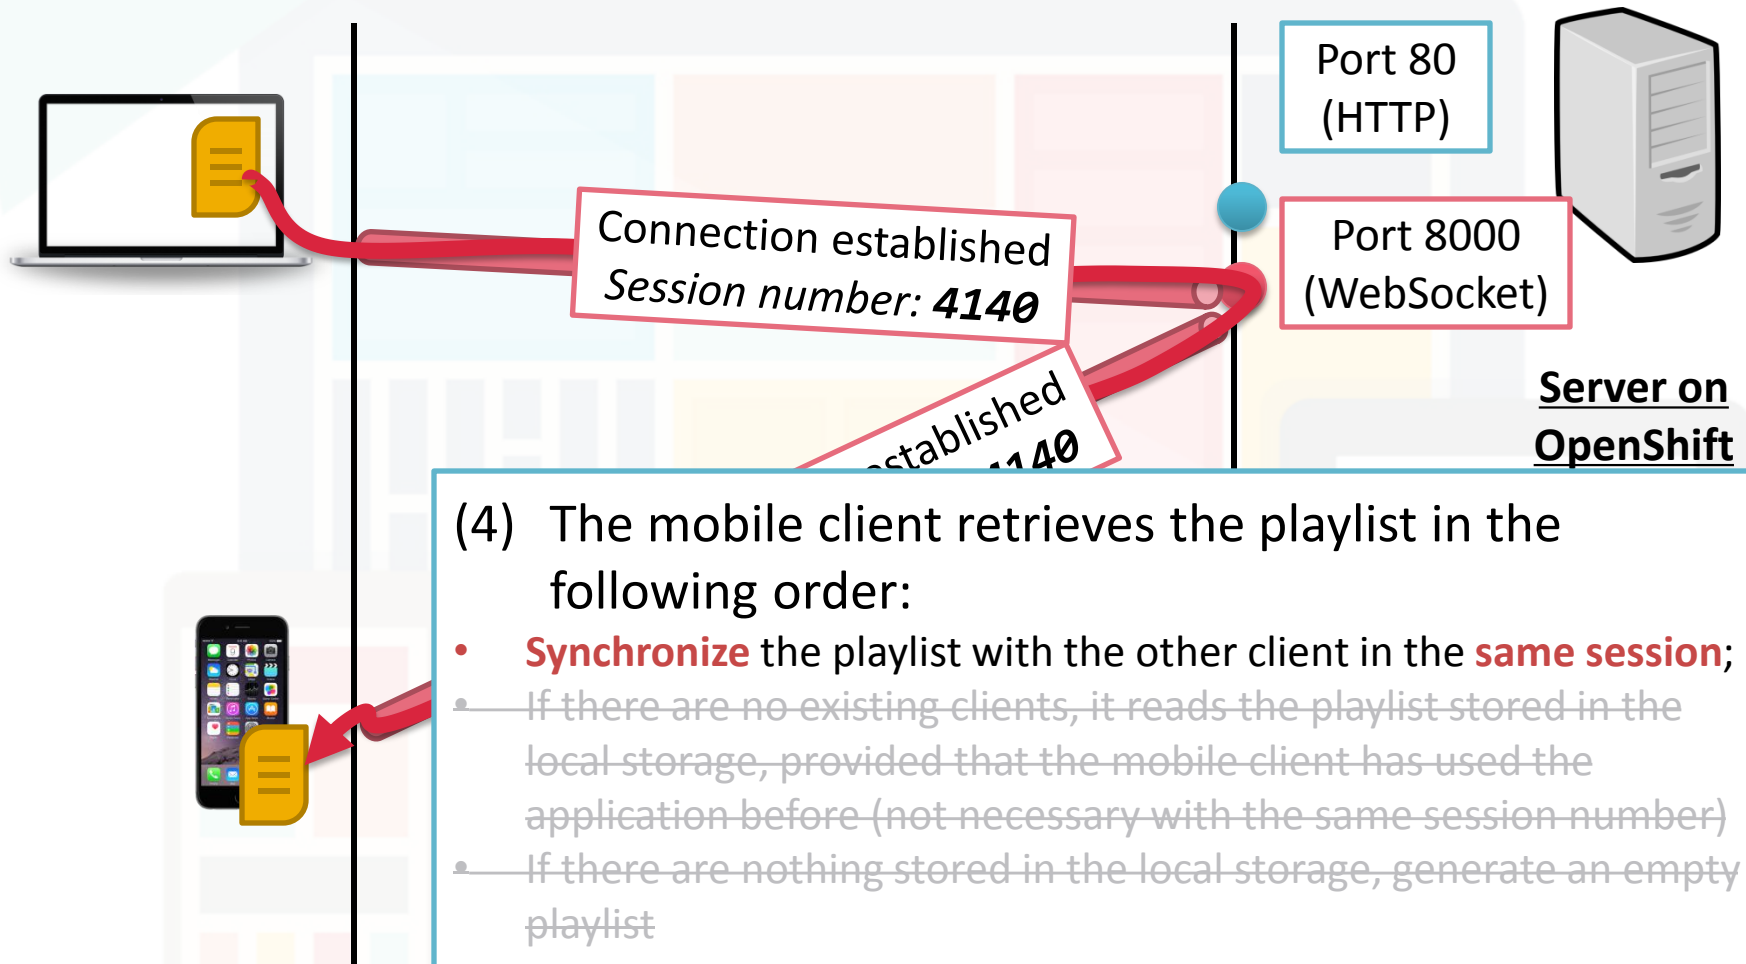 Port 80
(HTTP)
Connection established
Session number: 4140
Port 8000
(WebSocket)
Server on
OpenShift
established
4140
(4) The mobile client retrieves the playlist in the
following order:
• Synchronize the playlist with the other client in the same session;
• If there are no existing clients, it reads the playlist stored in the
local storage, provided that the mobile client has used the
application before (not necessary with the same session number)
• If there are nothing stored in the local storage, generate an empty
playlist